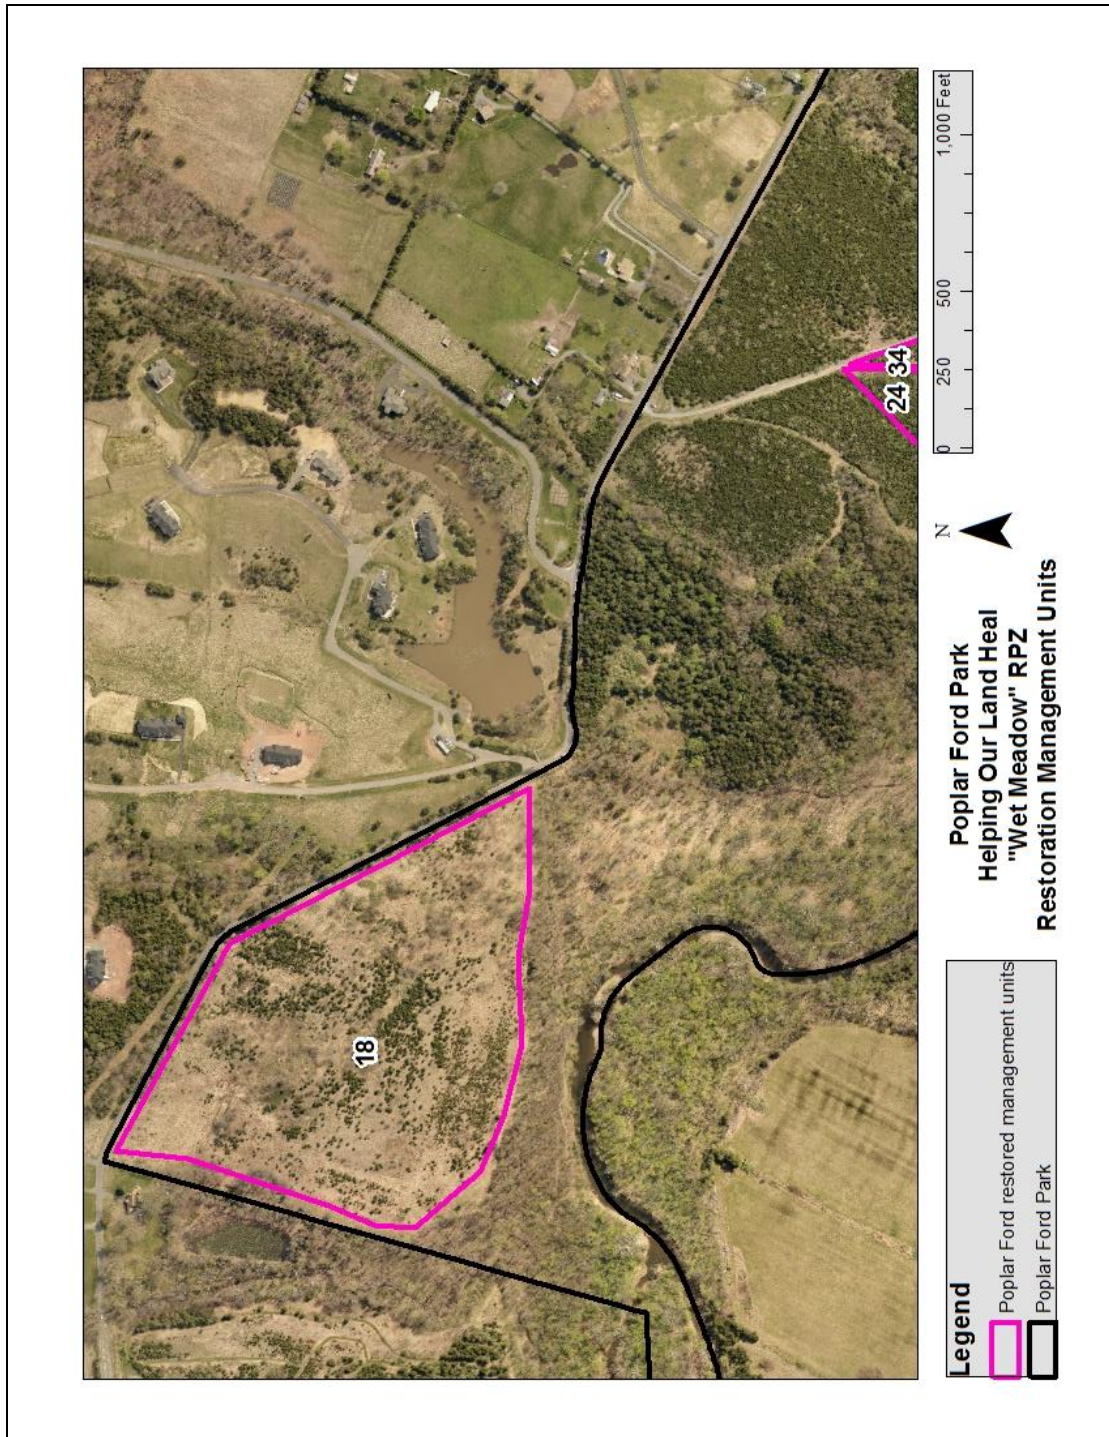 18
24
34
Legend
Poplar Ford restored management units
Poplar Ford Park
Poplar Ford Park
Helping Our Land Heal
"Wet Meadow" RPZ
Restoration Management Units
N
0 250 500 1,000 Feet